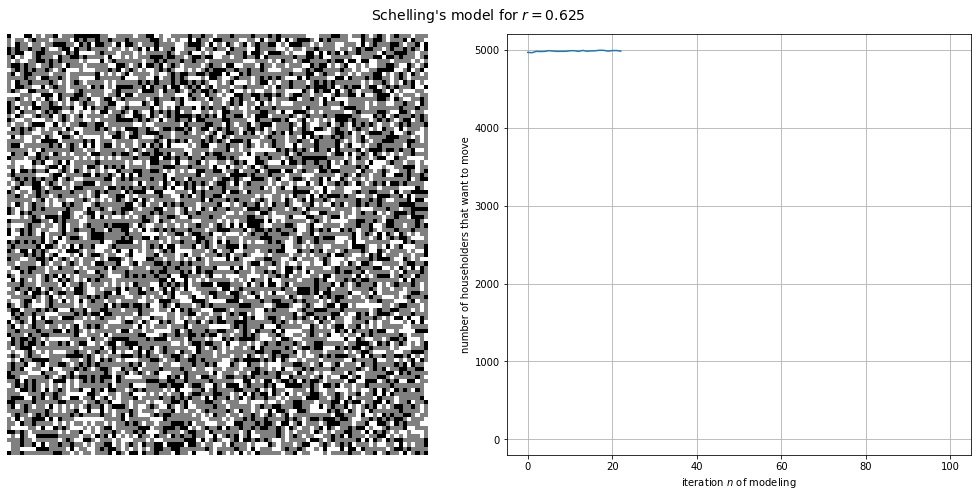 Schelling's model for r = 0.625
number of householders that want to move
5000
4000
3000
2000
1000
0
0 20 40 60 80 100
iteration n of modeling